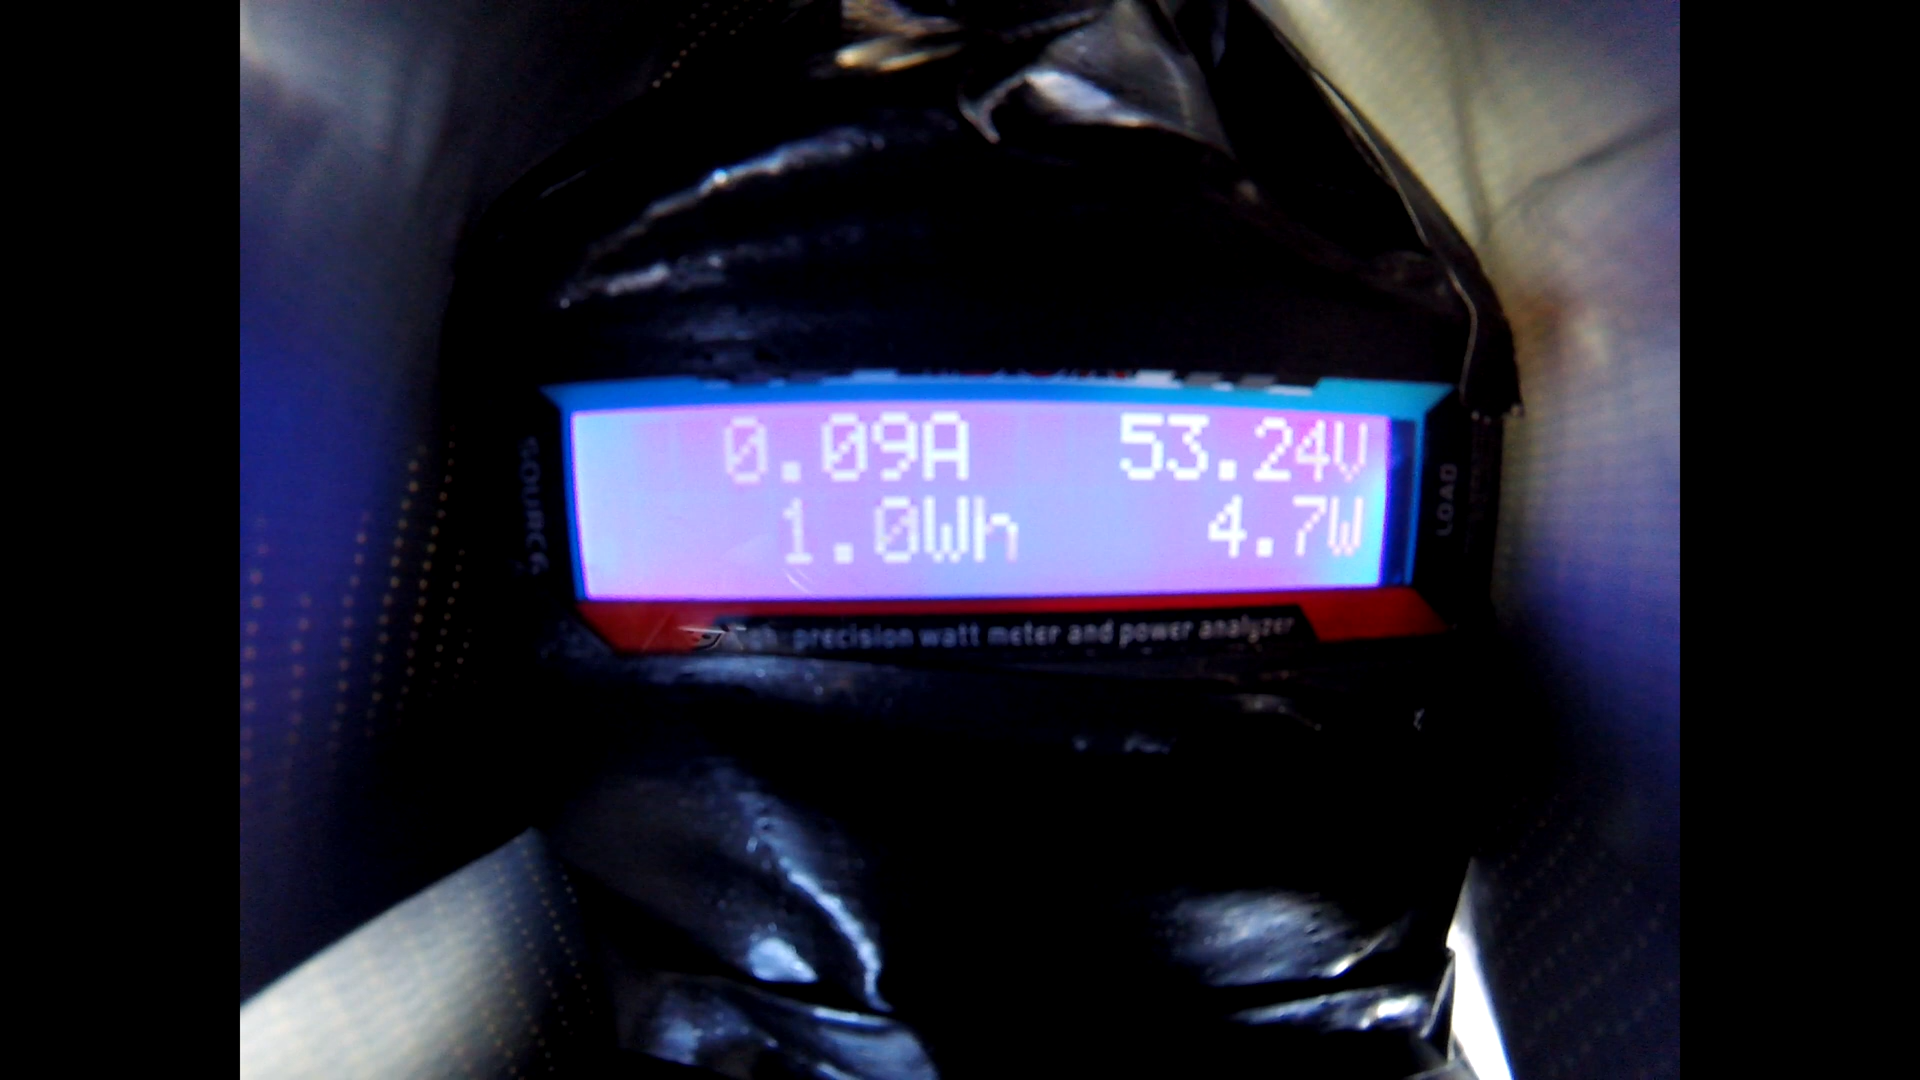 0.09A 53.24V
1.0Wh 4.7W
SOURCE
LOAD
precision watt meter and power analyzer